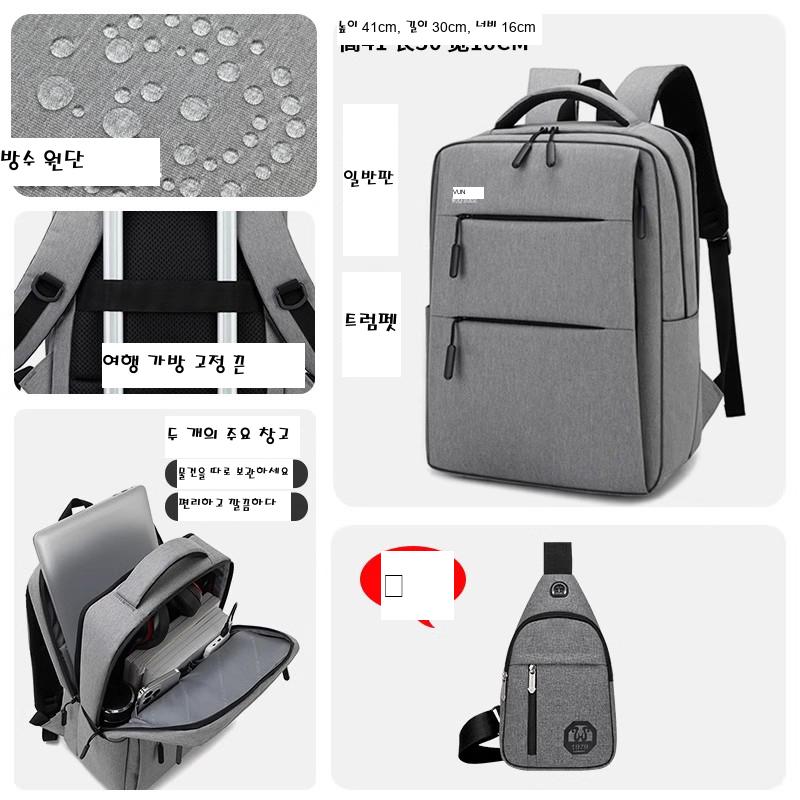 높이 41cm, 길이 30cm, 너비 16cm
방수 원단
일반판
VUN
트럼펫
여행 가방 고정 끈
두 개의 주요 창고
물건을 따로 보관하세요
편리하고 깔끔하다
1979